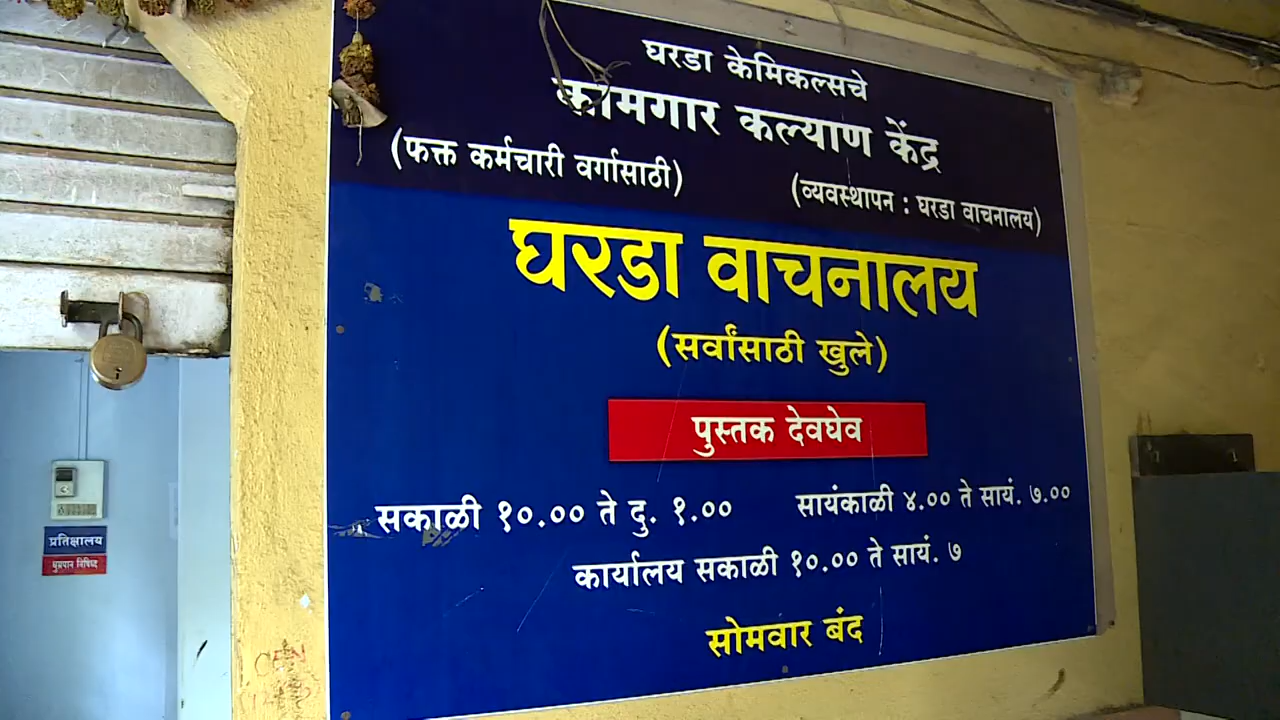 घरडा केमिकल्सचे
कामगार कल्याण केंद्र
(फक्त कर्मचारी वर्गासाठी)
(व्यवस्थापन : घरडा वाचनालय)
घरडा वाचनालय
(सर्वांसाठी खुले)
पुस्तक देवघेव
सकाळी १०.०० ते दु. १.०० सायंकाळी ४.०० ते सायं. ७.००
कार्यालय सकाळी १०.०० ते सायं. ७
सोमवार बंद
प्रतिक्षालय
धुम्रपान निषिध्द